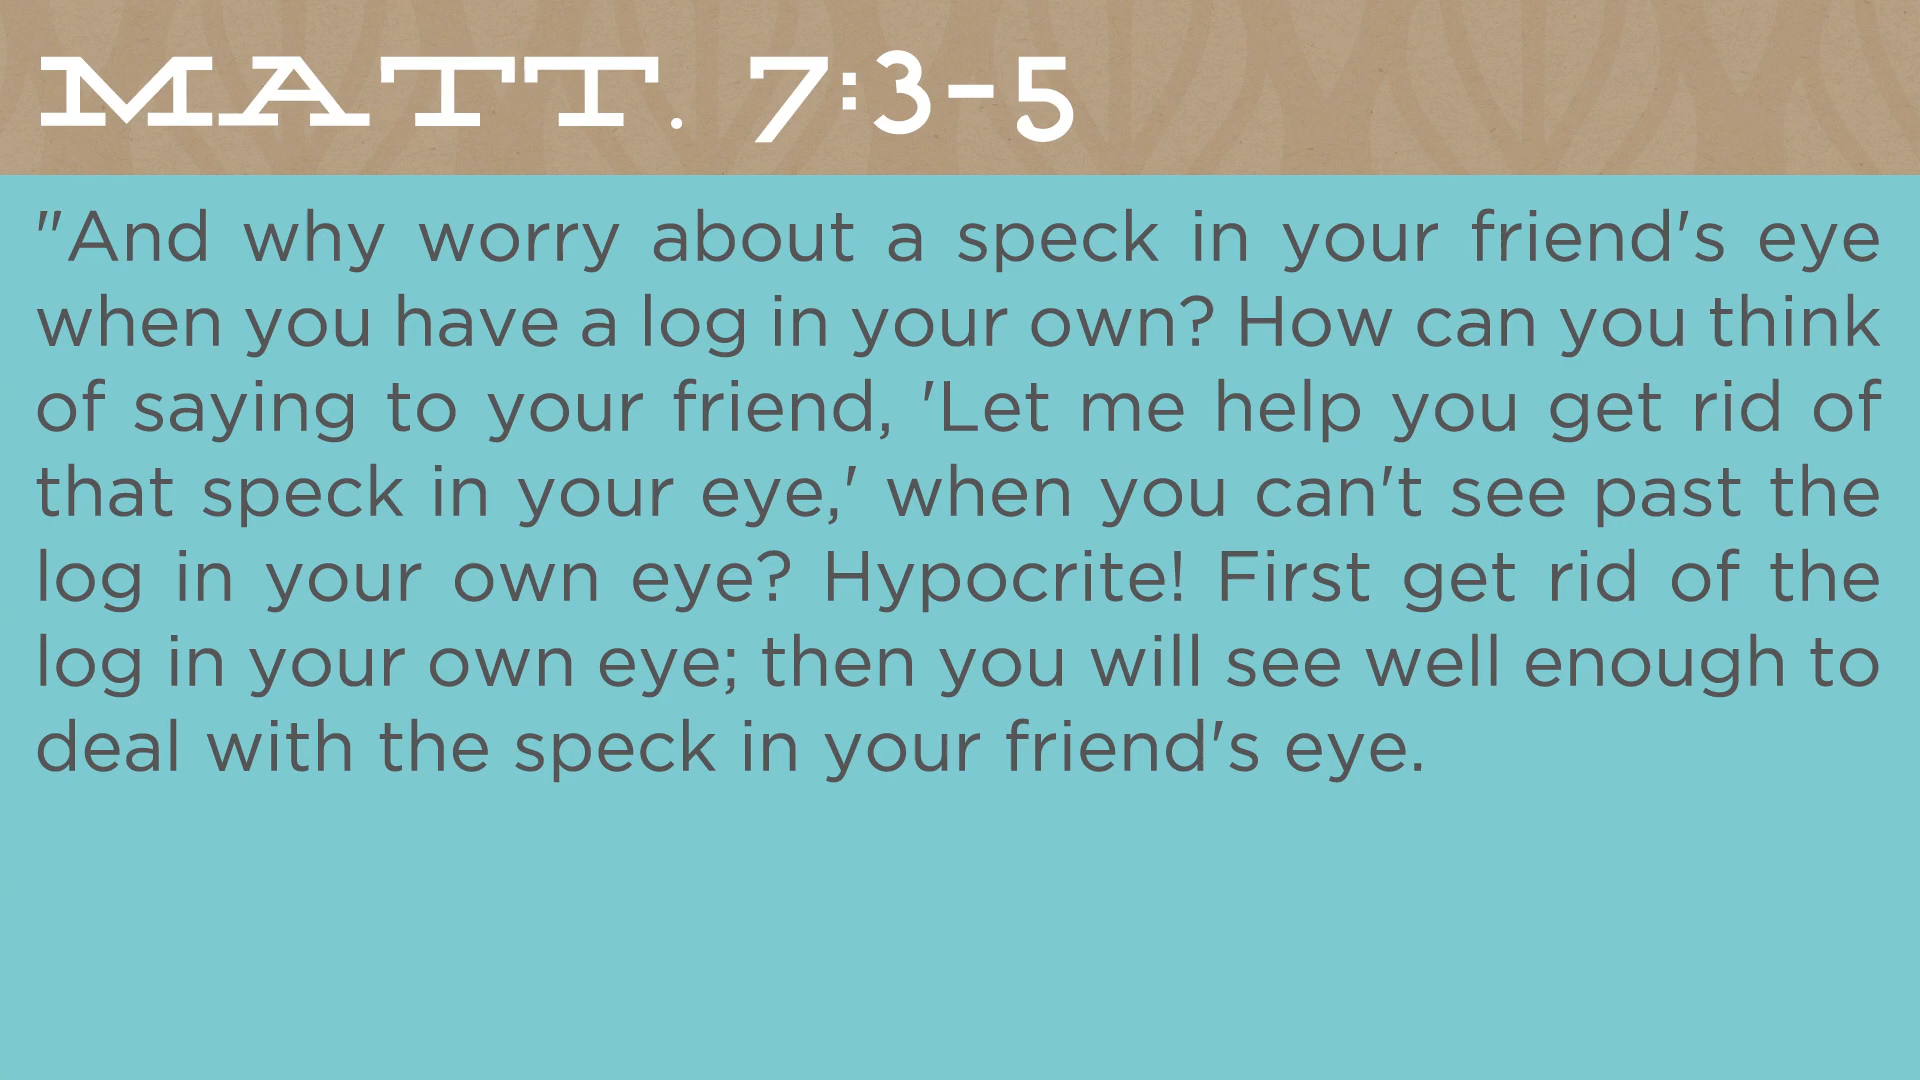 MATT. 7:3-5
"And why worry about a speck in your friend's eye
when you have a log in your own? How can you think
of saying to your friend, 'Let me help you get rid of
that speck in your eye,' when you can't see past the
log in your own eye? Hypocrite! First get rid of the
log in your own eye; then you will see well enough to
deal with the speck in your friend's eye.